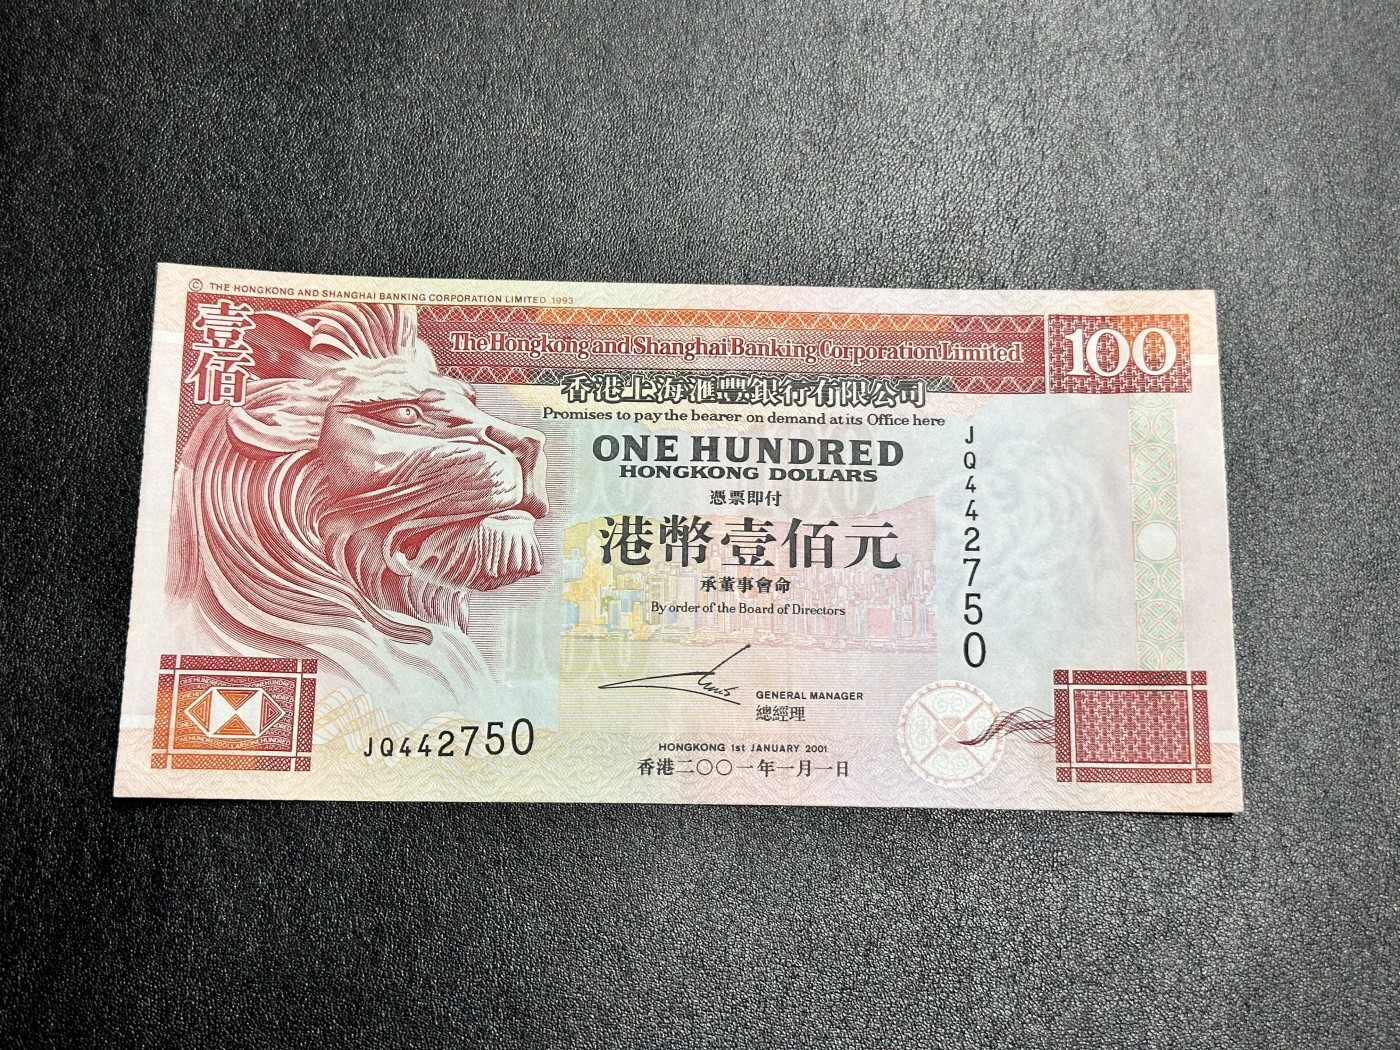 © THE HONGKONG AND SHANGHAI BANKING CORPORATION LIMITED 1993
壹佰
The Hongkong and Shanghai Banking Corporation Limited
100
香港上海滙豐銀行有限公司
Promises to pay the bearer on demand at its Office here
ONE HUNDRED
HONGKONG DOLLARS
憑票即付
港幣壹佰元
承董事會命
By order of the Board of Directors
JQ442750
GENERAL MANAGER
總經理
JQ442750
HONGKONG 1st JANUARY 2001
香港二〇〇一年一月一日